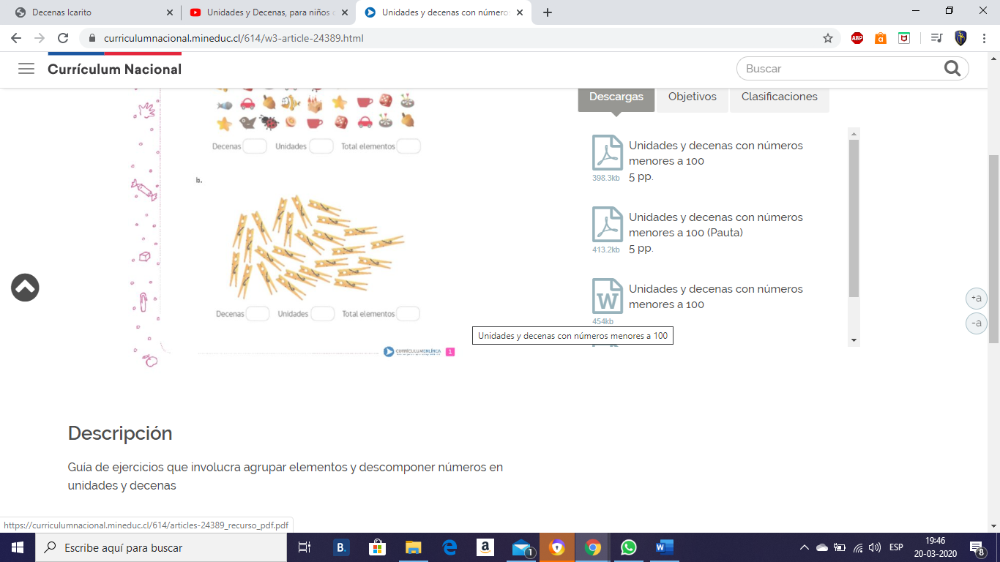 Decenas Icarito
Unidades y Decenas, para niños
Unidades y decenas con número
curriculumnacional.mineduc.cl/614/w3-article-24389.html
ABP
a
Currículum Nacional
Buscar
Descargas
Objetivos
Clasificaciones
Decenas
Unidades
Total elementos
b.
Decenas
Unidades
Total elementos
CURRICULUMENLINEA
1
Unidades y decenas con números
menores a 100
398.3kb
5 pp.
Unidades y decenas con números
menores a 100 (Pauta)
413.2kb
5 pp.
W
Unidades y decenas con números
menores a 100
454kb
+a
-a
Unidades y decenas con números menores a 100
Descripción
Guía de ejercicios que involucra agrupar elementos y descomponer números en
unidades y decenas
https://curriculumnacional.mineduc.cl/614/articles-24389_recurso_pdf.pdf
Escribe aquí para buscar
B.
a
1
W
ESP
19:46
20-03-2020
8